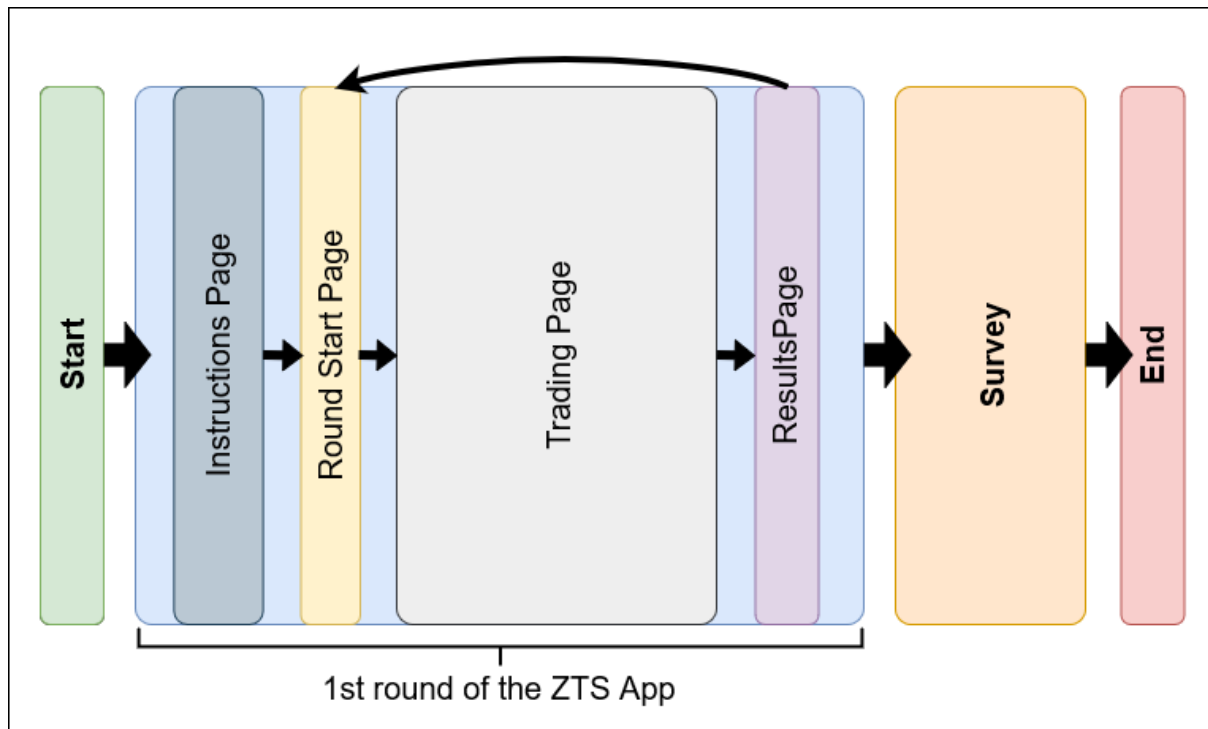 Start
Instructions Page
Round Start Page
Trading Page
ResultsPage
Survey
End
1st round of the ZTS App